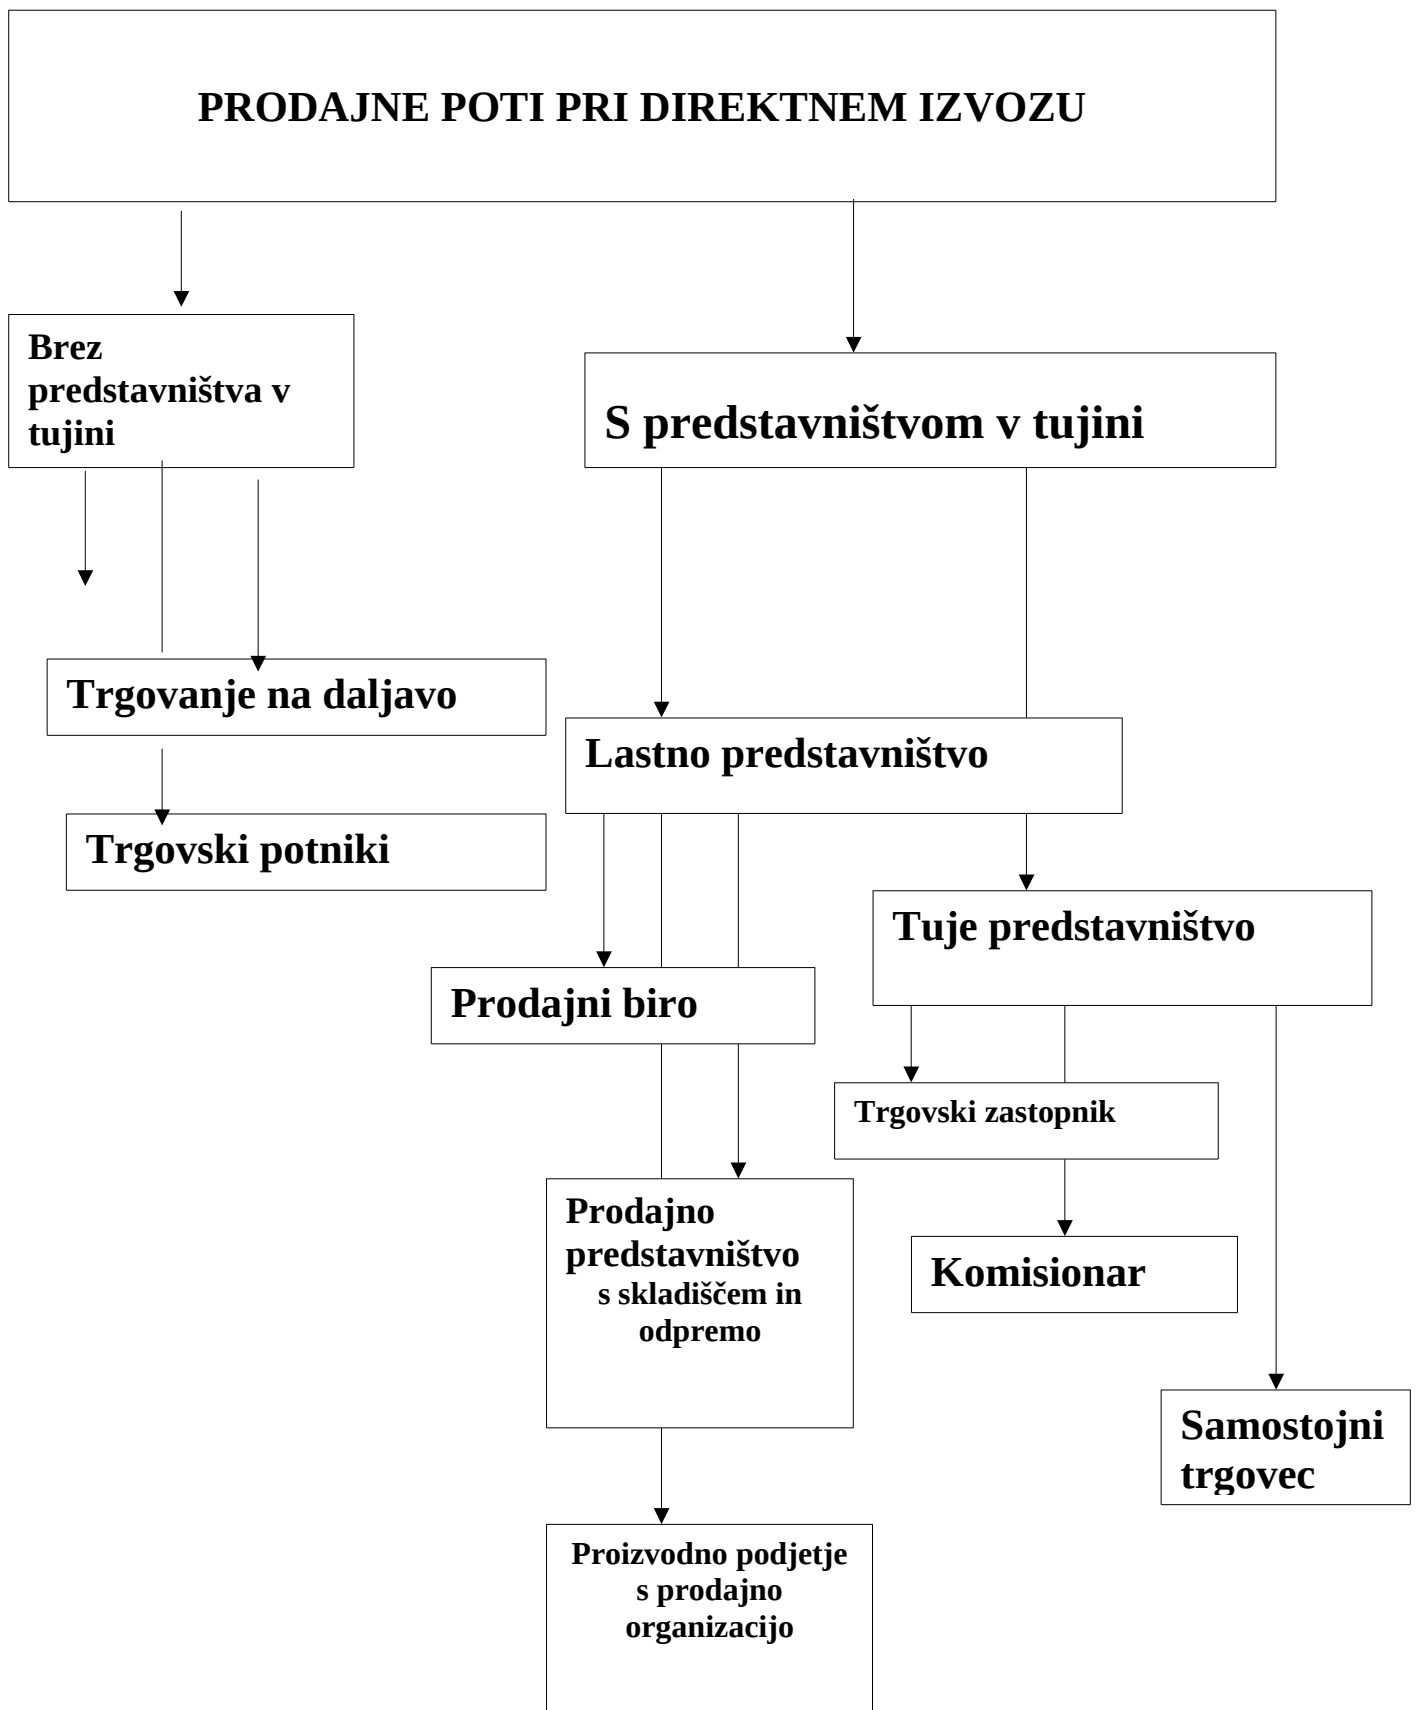 PRODAJNE POTI PRI DIREKTNEM IZVOZU
Brez
predstavništva v
tujini
S predstavništvom v tujini
Trgovanje na daljavo
Lastno predstavništvo
Trgovski potniki
Tuje predstavništvo
Prodajni biro
Trgovski zastopnik
Prodajno
predstavništvo
s skladiščem in
odpremo
Komisionar
Samostojni
trgovec
Proizvodno podjetje
s prodajno
organizacijo